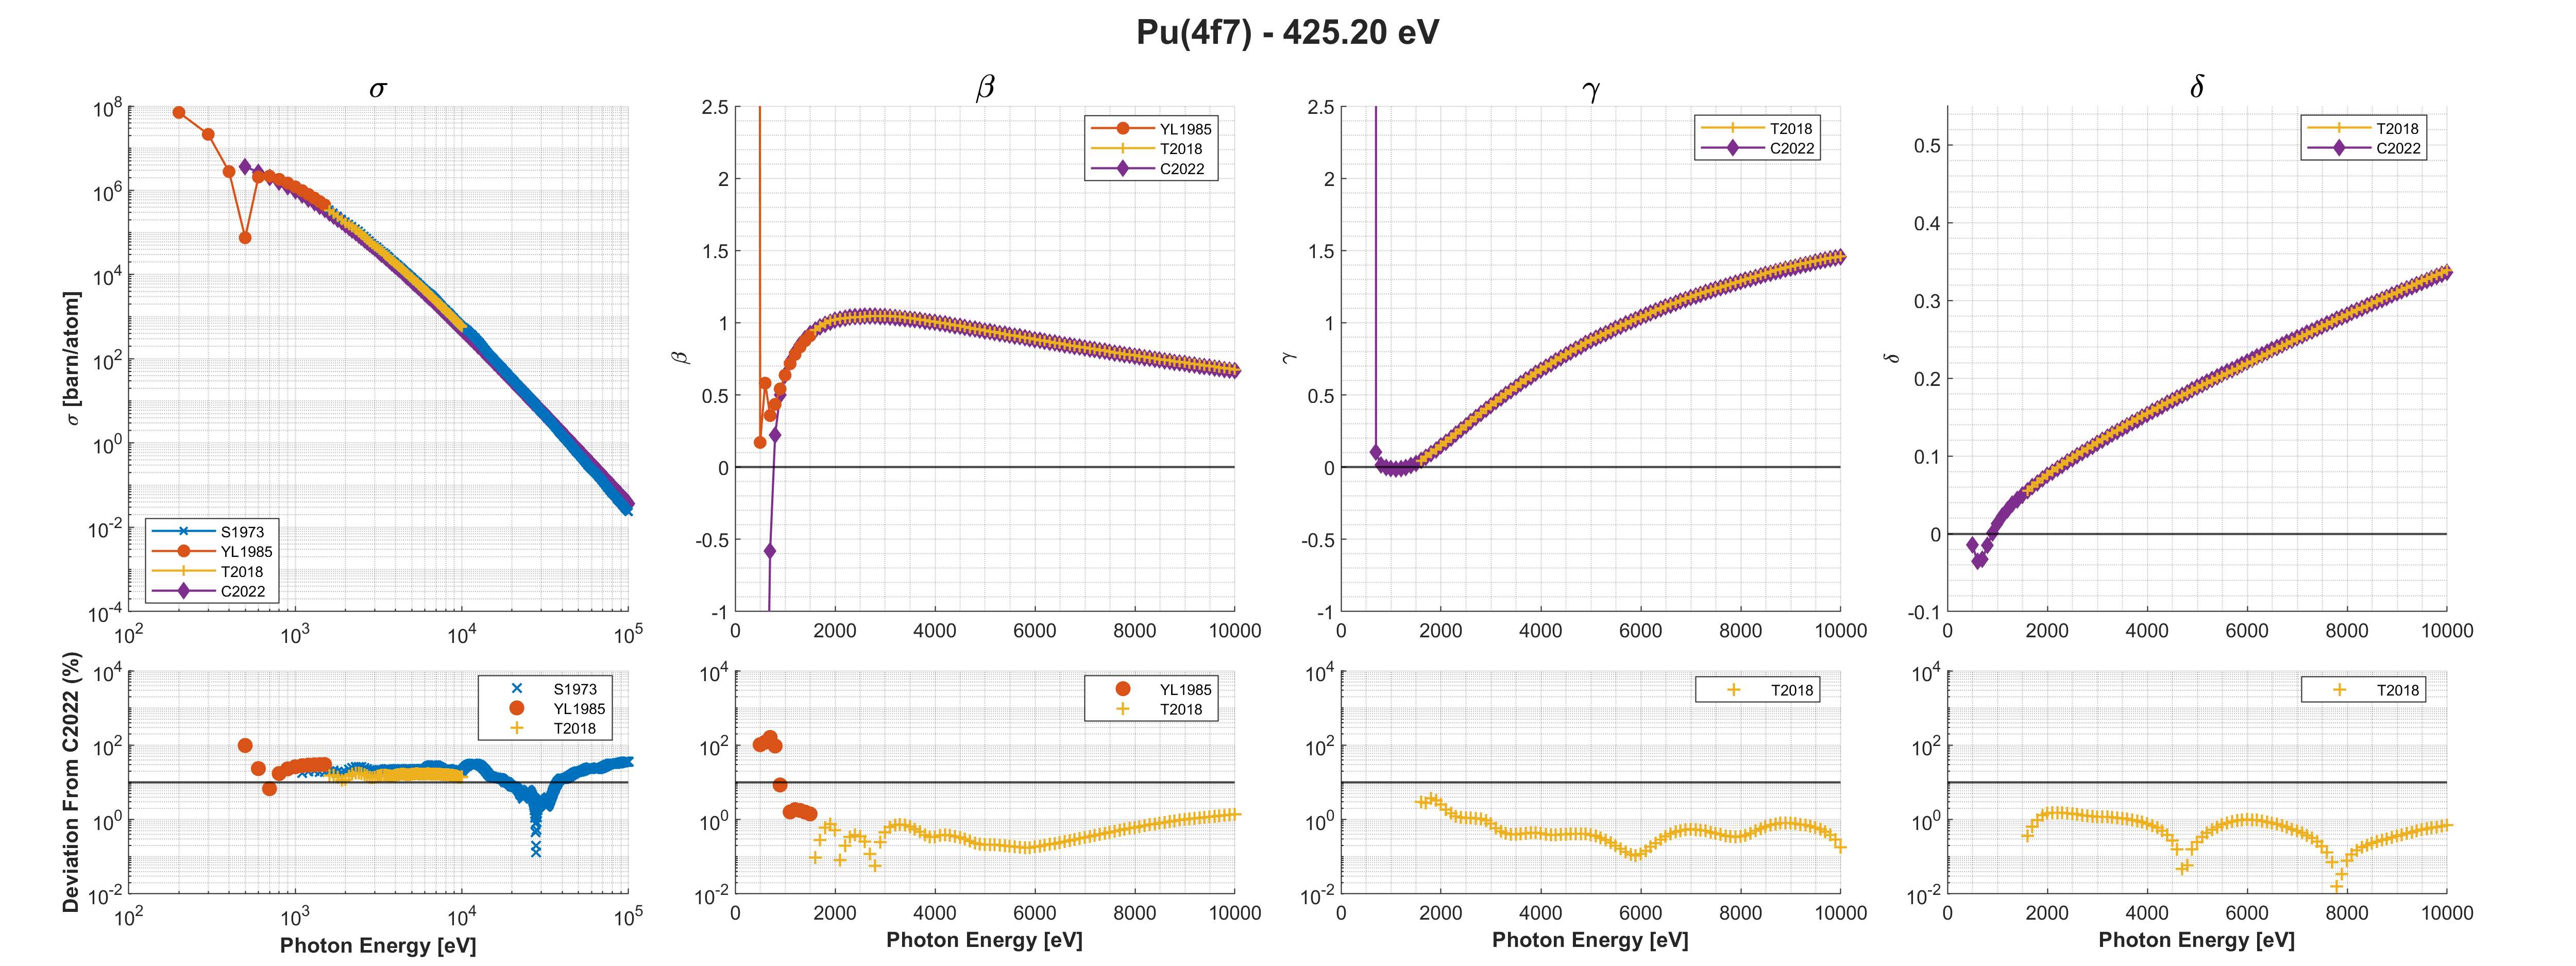 Pu(4f7) - 425.20 eV
σ
σ [barn/atom]
10^8
10^6
10^4
10^2
10^0
10^-2
10^-4
10^2
10^3
10^4
10^5
S1973
YL1985
T2018
C2022
β
β
2.5
2
1.5
1
0.5
0
-0.5
-1
0
2000
4000
6000
8000
10000
YL1985
T2018
C2022
γ
γ
2.5
2
1.5
1
0.5
0
-0.5
-1
0
2000
4000
6000
8000
10000
T2018
C2022
δ
δ
0.5
0.4
0.3
0.2
0.1
0
-0.1
0
2000
4000
6000
8000
10000
T2018
C2022
Deviation From C2022 (%)
10^4
10^2
10^0
10^-2
10^2
10^3
10^4
10^5
S1973
YL1985
T2018
Photon Energy [eV]
10^4
10^2
10^0
10^-2
0
2000
4000
6000
8000
10000
YL1985
T2018
Photon Energy [eV]
10^4
10^2
10^0
10^-2
0
2000
4000
6000
8000
10000
T2018
Photon Energy [eV]
10^4
10^2
10^0
10^-2
0
2000
4000
6000
8000
10000
T2018
Photon Energy [eV]